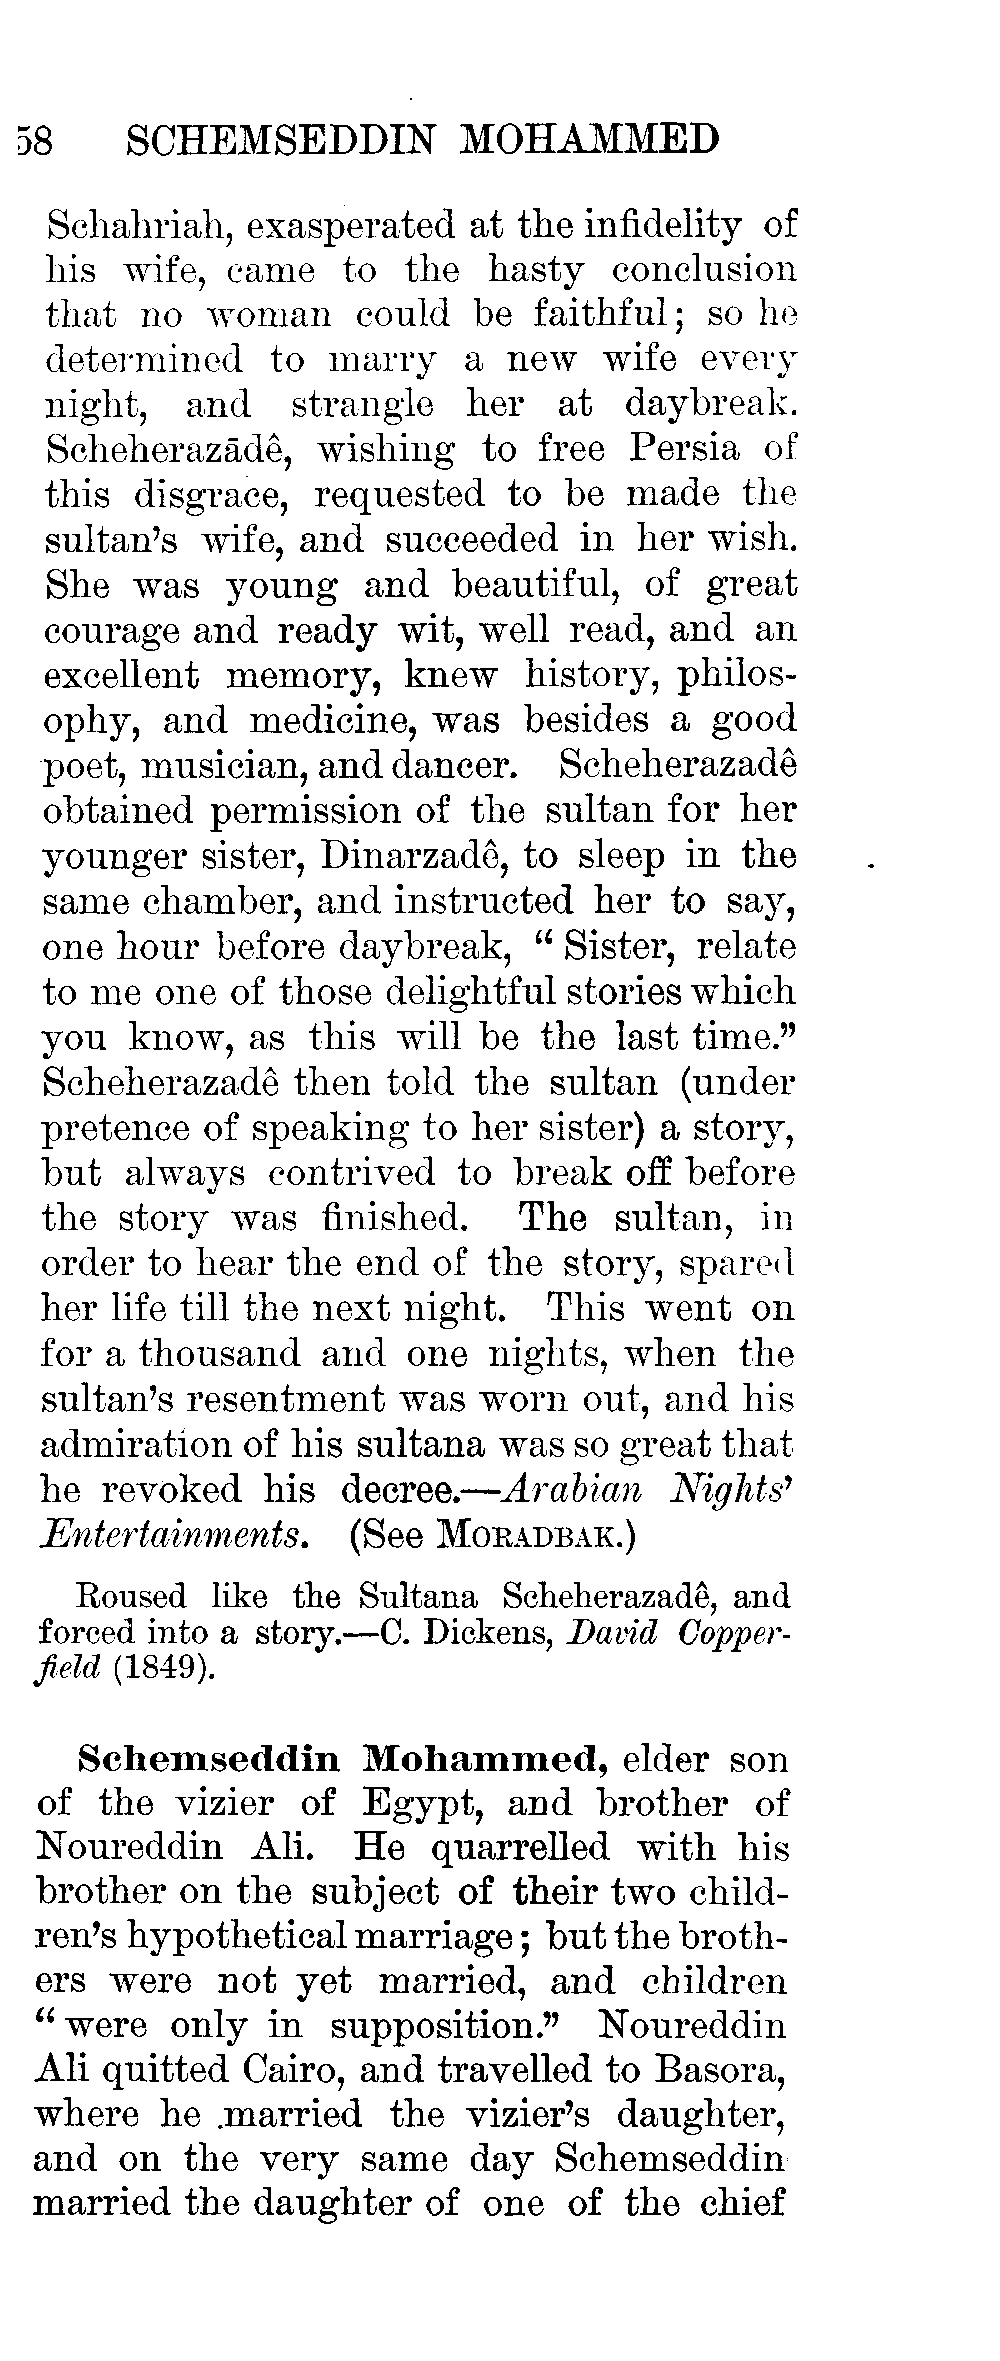 58 SCHEMSEDDIN MOHAMMED
Schahriah, exasperated at the infidelity of
his wife, came to the hasty conclusion
that no woman could be faithful; so he
determined to marry a new wife every
night, and strangle her at daybreak.
Scheherazādê, wishing to free Persia of
this disgrace, requested to be made the
sultan's wife, and succeeded in her wish.
She was young and beautiful, of great
courage and ready wit, well read, and an
excellent memory, knew history, philos-
ophy, and medicine, was besides a good
poet, musician, and dancer. Scheherazadê
obtained permission of the sultan for her
younger sister, Dinarzadê, to sleep in the
same chamber, and instructed her to say,
one hour before daybreak, “Sister, relate
to me one of those delightful stories which
you know, as this will be the last time.”
Scheherazadê then told the sultan (under
pretence of speaking to her sister) a story,
but always contrived to break off before
the story was finished. The sultan, in
order to hear the end of the story, spared
her life till the next night. This went on
for a thousand and one nights, when the
sultan's resentment was worn out, and his
admiration of his sultana was so great that
he revoked his decree.—Arabian Nights'
Entertainments. (See MORADBAK.)
Roused like the Sultana Scheherazadê, and
forced into a story.—C. Dickens, David Copper-
field (1849).
Schemseddin Mohammed, elder son
of the vizier of Egypt, and brother of
Noureddin Ali. He quarrelled with his
brother on the subject of their two child-
ren's hypothetical marriage; but the broth-
ers were not yet married, and children
“were only in supposition.” Noureddin
Ali quitted Cairo, and travelled to Basora,
where he married the vizier's daughter,
and on the very same day Schemseddin
married the daughter of one of the chief